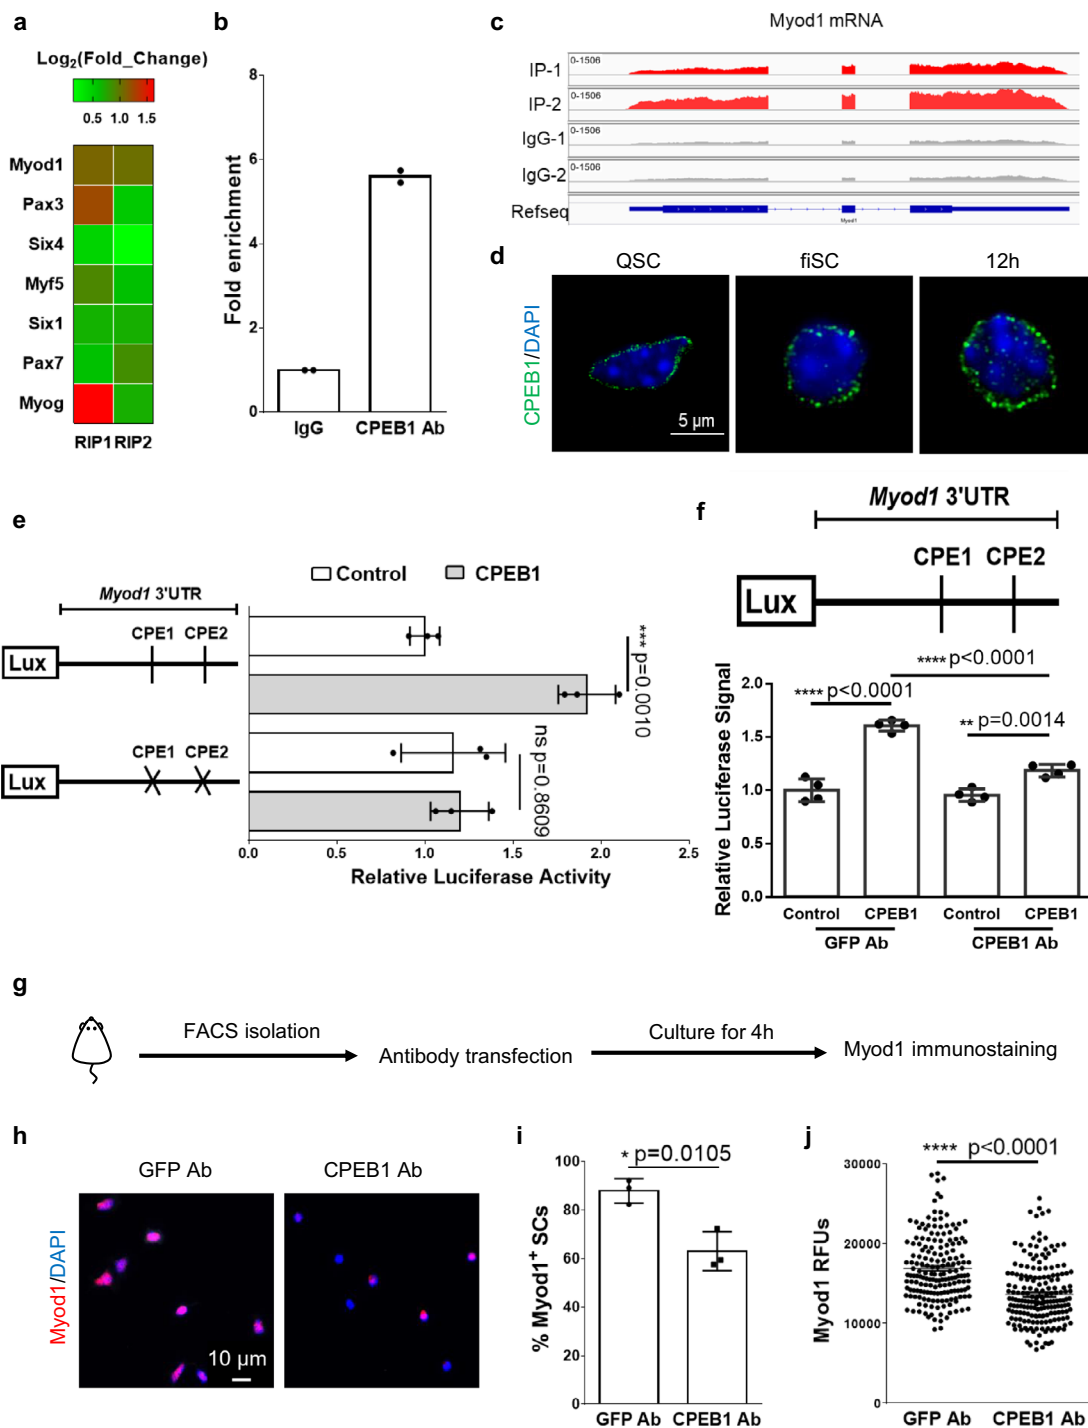 a
Log2(Fold_Change)
0.5 1.0 1.5
Myod1
Pax3
Six4
Myf5
Six1
Pax7
Myog
RIP1 RIP2
b
Fold enrichment
8
6
4
2
0
IgG CPEB1 Ab
c
Myod1 mRNA
IP-1 0-1506
IP-2 0-1506
IgG-1 0-1506
IgG-2 0-1506
Refseq
Myod1
d
QSC fiSC 12h
CPEB1/DAPI
5 µm
e
Control CPEB1
Myod1 3'UTR
CPE1 CPE2
Lux
*** p=0.0010
CPE1 CPE2
Lux
ns p=0.8609
0.0 0.5 1.0 1.5 2.0 2.5
Relative Luciferase Activity
f
Myod1 3'UTR
CPE1 CPE2
Lux
**** p<0.0001
**** p<0.0001
** p=0.0014
Relative Luciferase Signal
2.0
1.5
1.0
0.5
0.0
Control CPEB1 Control CPEB1
GFP Ab CPEB1 Ab
g
FACS isolation
Antibody transfection
Culture for 4h
Myod1 immunostaining
h
GFP Ab CPEB1 Ab
Myod1/DAPI
10 µm
i
* p=0.0105
% Myod1+ SCs
100
80
60
40
20
0
GFP Ab CPEB1 Ab
j
**** p<0.0001
Myod1 RFUs
30000
20000
10000
0
GFP Ab CPEB1 Ab